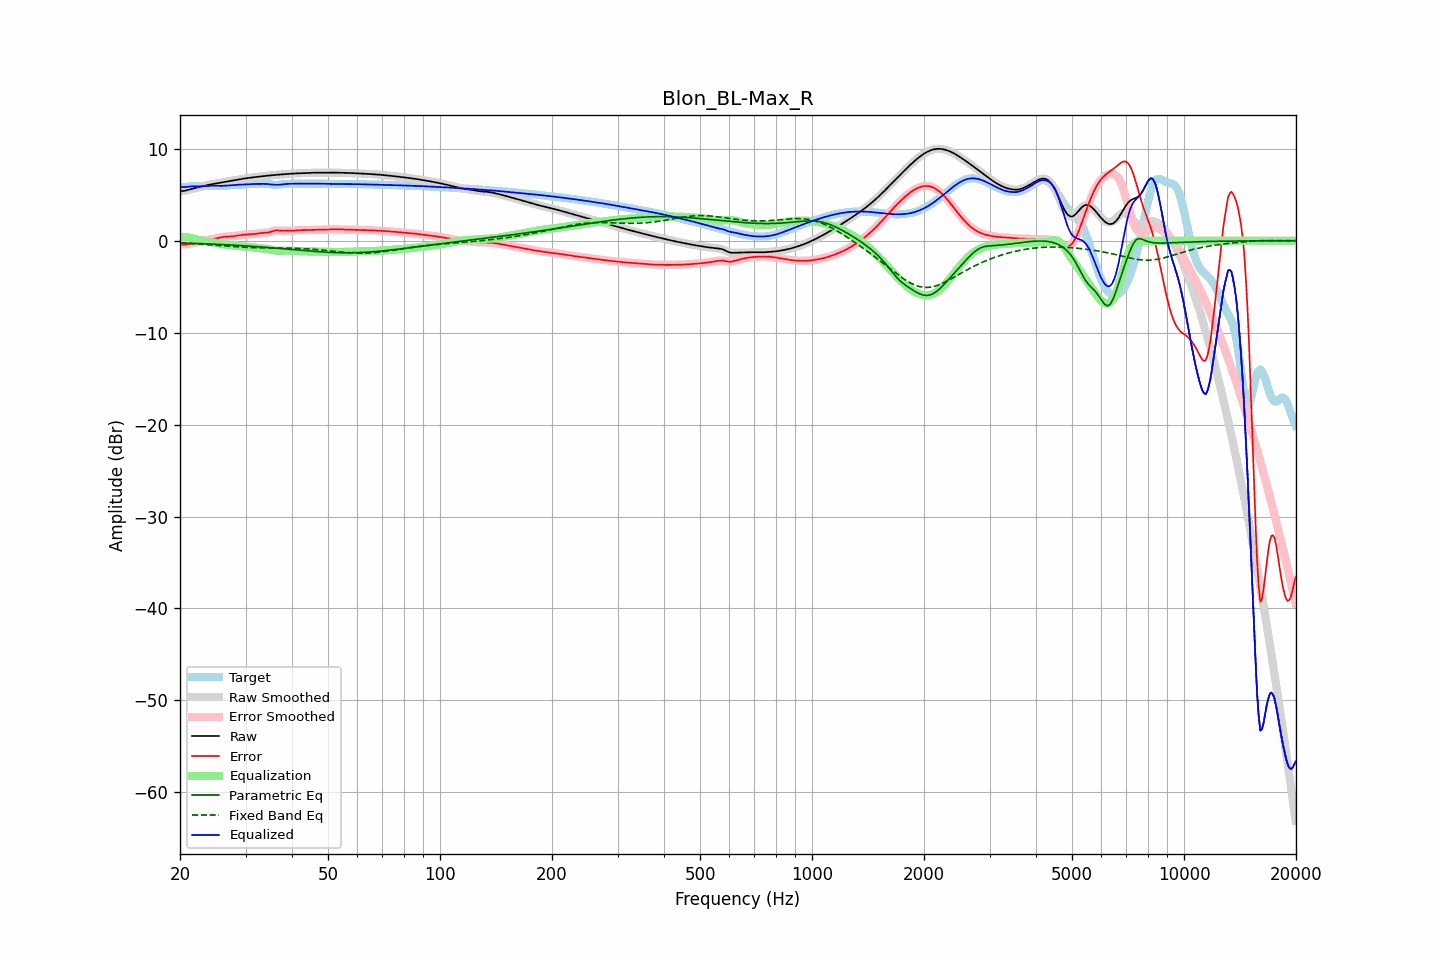 Blon_BL-Max_R
Amplitude (dBr)
10
0
−10
−20
−30
−40
−50
−60
Target
Raw Smoothed
Error Smoothed
Raw
Error
Equalization
Parametric Eq
Fixed Band Eq
Equalized
20 50 100 200 500 1000 2000 5000 10000 20000
Frequency (Hz)